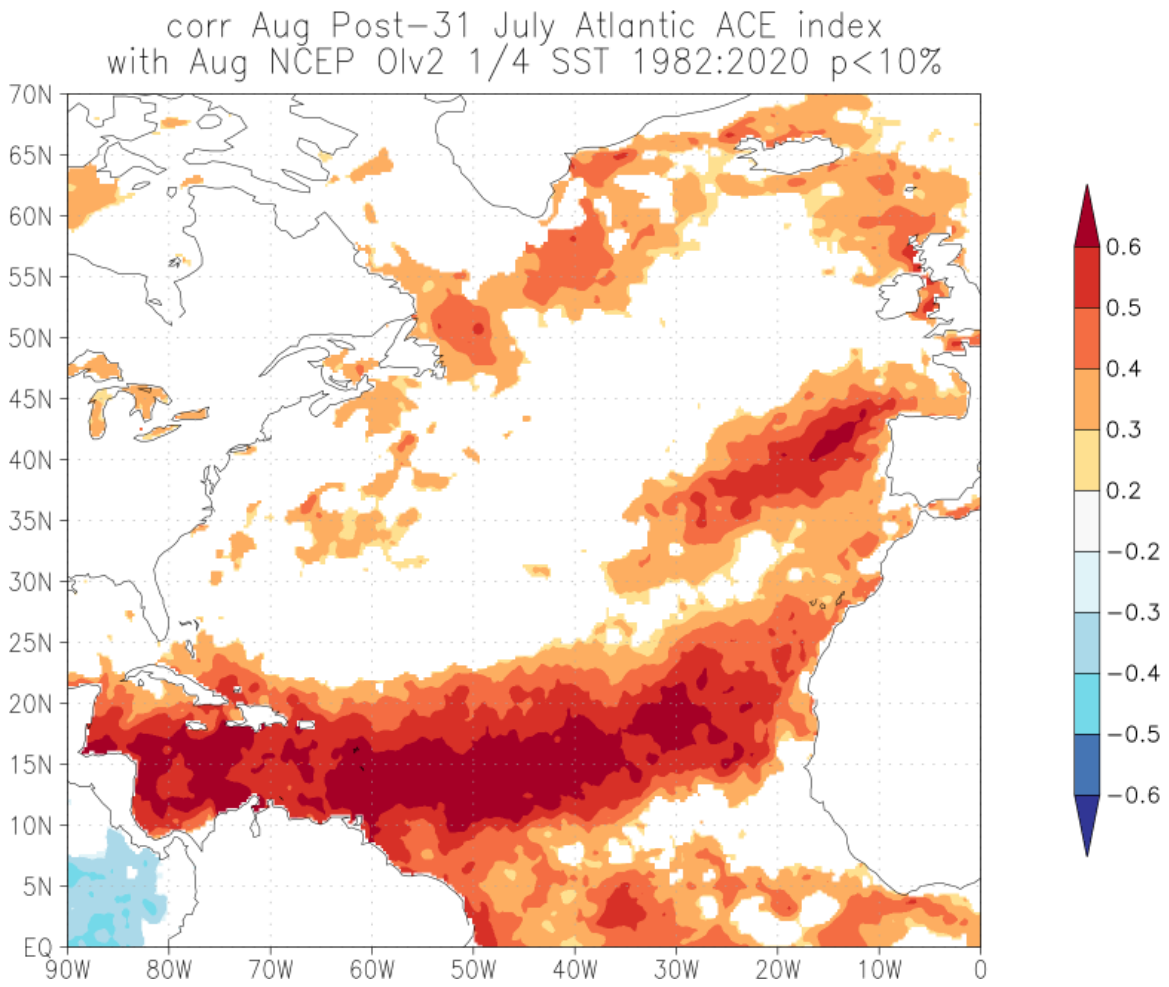 corr Aug Post-31 July Atlantic ACE index
with Aug NCEP OIv2 1/4 SST 1982:2020 p<10%
70N
65N
60N
55N
50N
45N
40N
35N
30N
25N
20N
15N
10N
5N
EQ
90W 80W 70W 60W 50W 40W 30W 20W 10W 0
0.6
0.5
0.4
0.3
0.2
-0.2
-0.3
-0.4
-0.5
-0.6